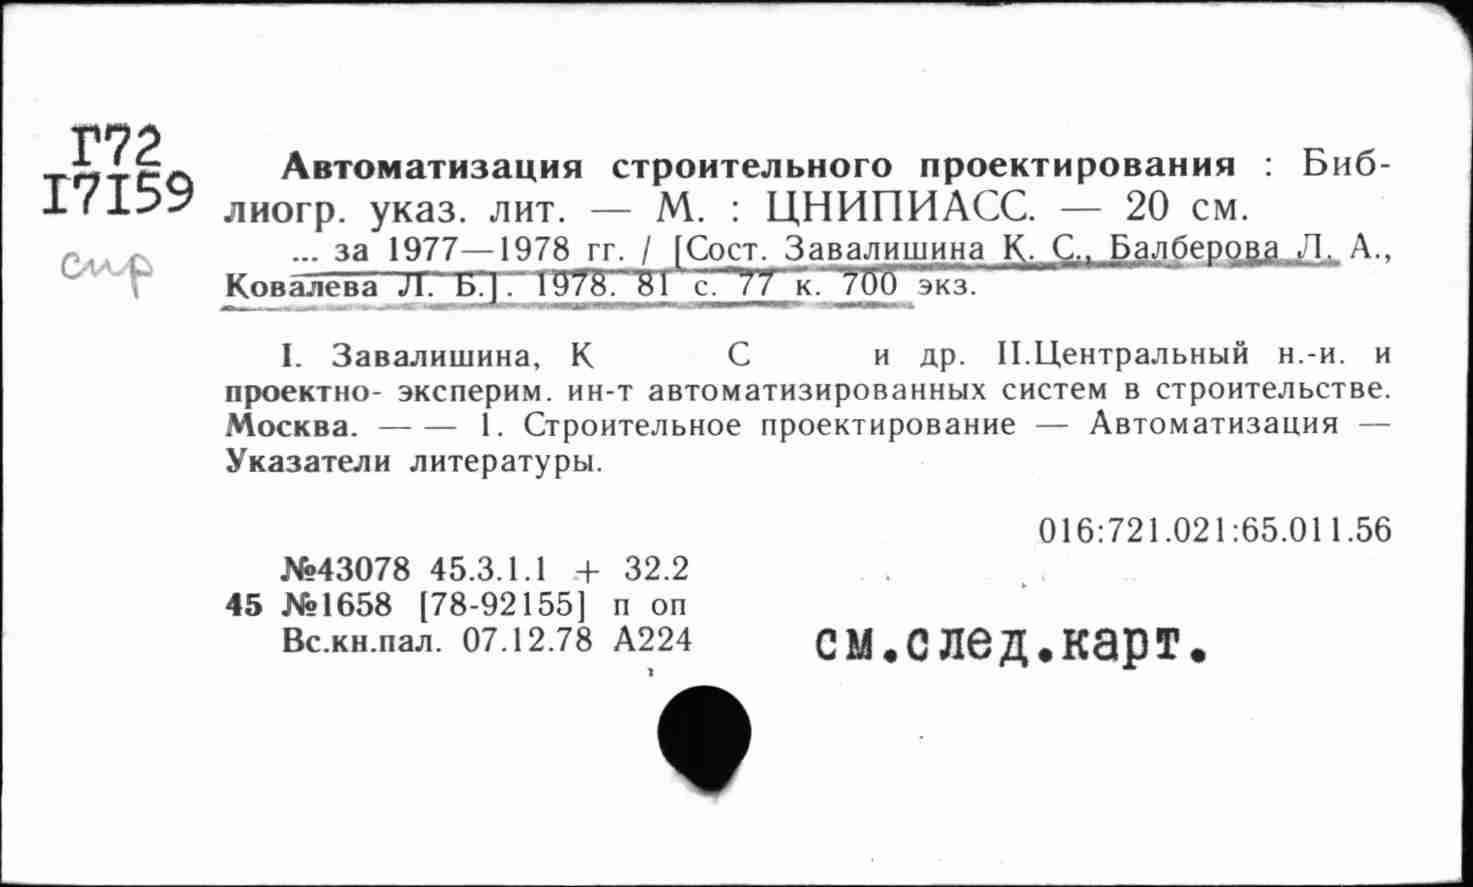 Г72
I7I59
спр
Автоматизация строительного проектирования : Биб-
лиогр. указ. лит. — М. : ЦНИПИАСС. — 20 см.
... за 1977—1978 гг. / [Сост. Завалишина К. С., Балберова Л. А.,
Ковалева Л. Б.]. 1978. 81 с. 77 к. 700 экз.
I. Завалишина, К С и др. II.Центральный н.-и. и
проектно- эксперим. ин-т автоматизированных систем в строительстве.
Москва. — — 1. Строительное проектирование — Автоматизация —
Указатели литературы.
016:721.021:65.011.56
№43078 45.3.1.1 + 32.2
45 №1658 [78-92155] п оп
Вс.кн.пал. 07.12.78 А224
см.след.карт.